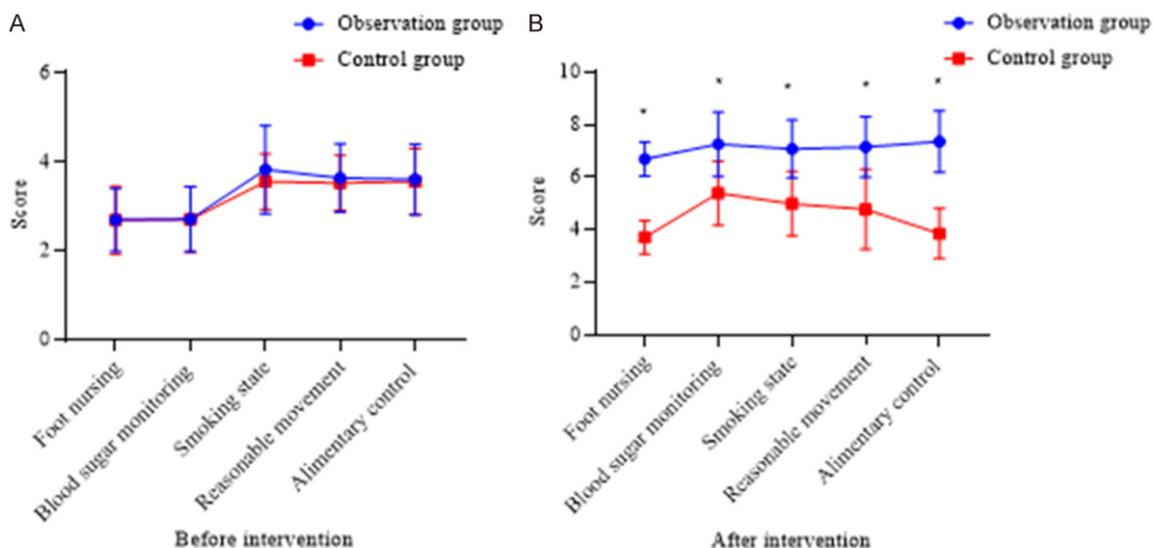 A
Observation group
Control group
6
4
2
0
Score
Foot nursing
Blood sugar monitoring
Smoking state
Reasonable movement
Alimentary control
Before intervention
B
Observation group
Control group
10
8
6
4
2
0
Score
* * * * *
Foot nursing
Blood sugar monitoring
Smoking state
Reasonable movement
Alimentary control
After intervention